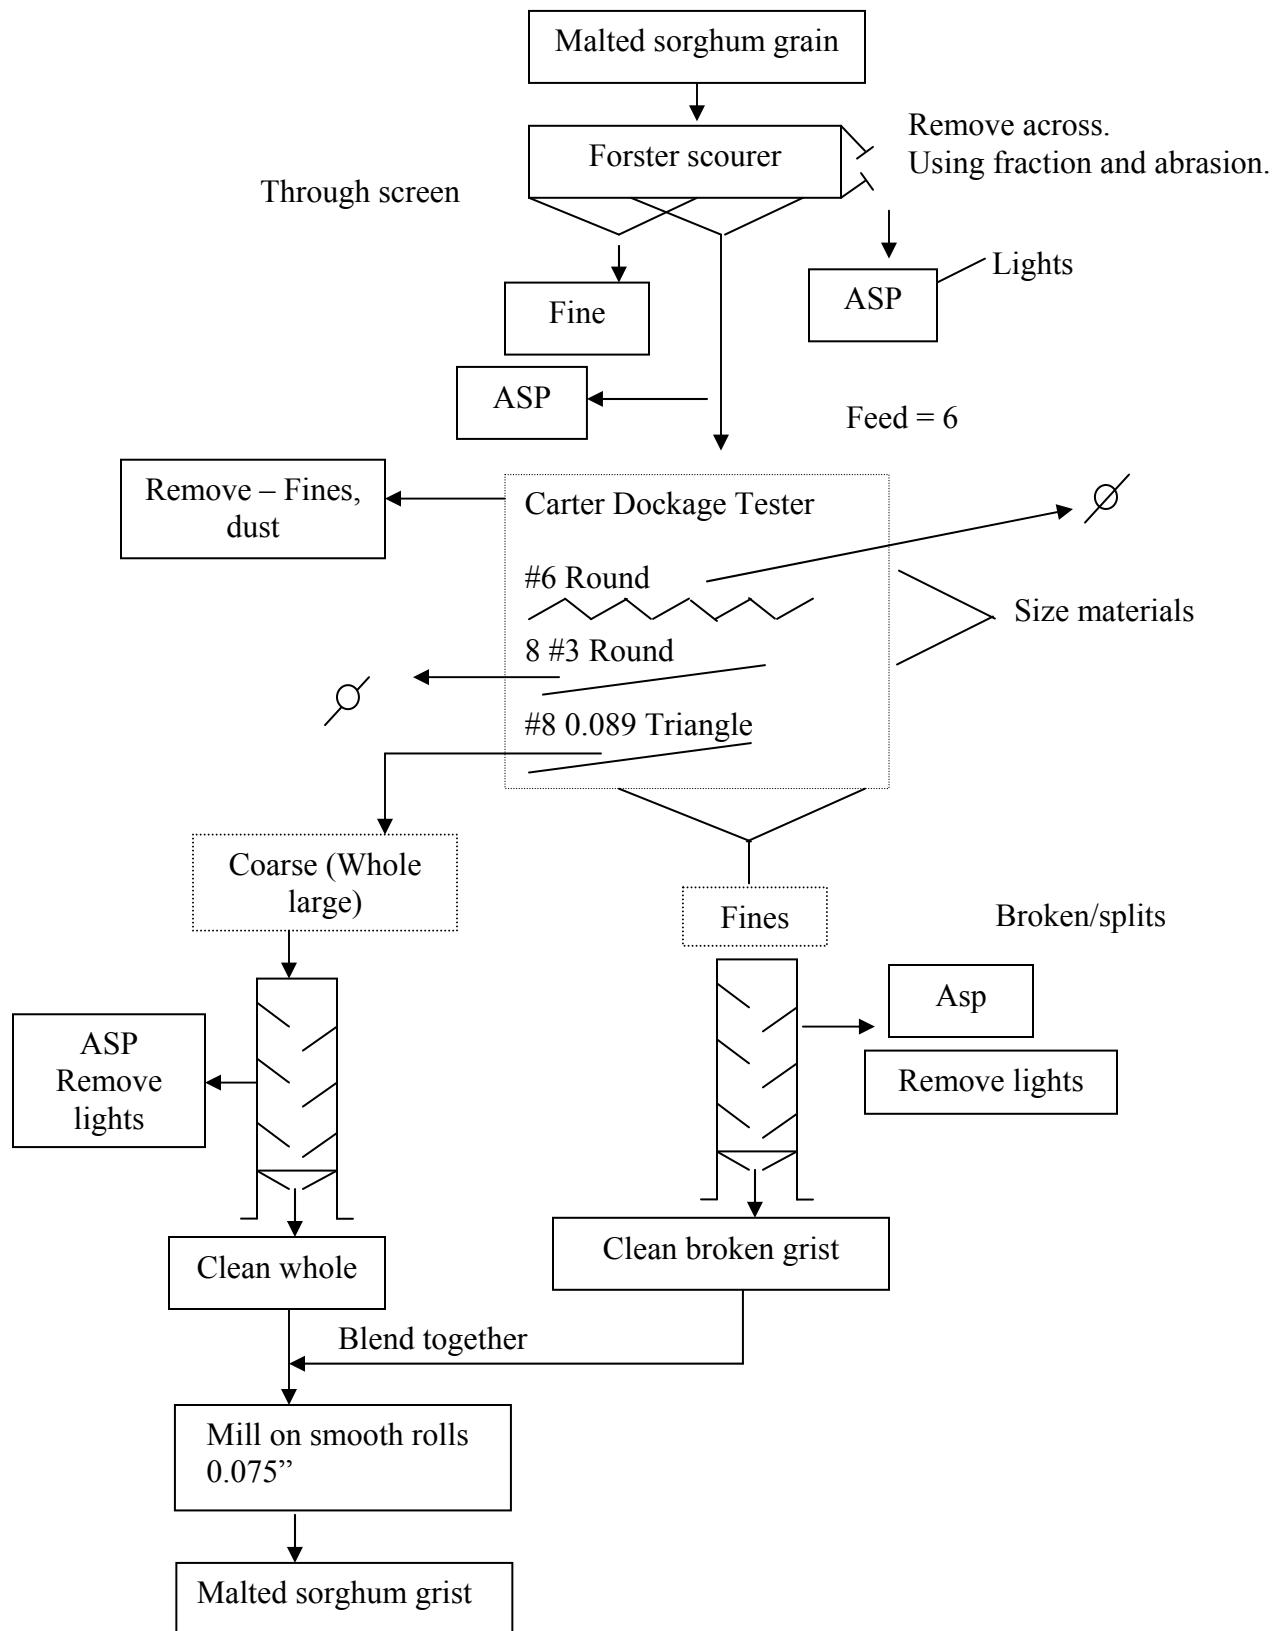 Malted sorghum grain
Forster scourer
Remove across.
Using fraction and abrasion.
Through screen
Lights
ASP
Fine
ASP
Feed = 6
Remove – Fines,
dust
Carter Dockage Tester
#6 Round
Size materials
8 #3 Round
#8 0.089 Triangle
Coarse (Whole
large)
Fines
Broken/splits
Asp
Remove lights
ASP
Remove
lights
Clean broken grist
Clean whole
Blend together
Mill on smooth rolls
0.075”
Malted sorghum grist